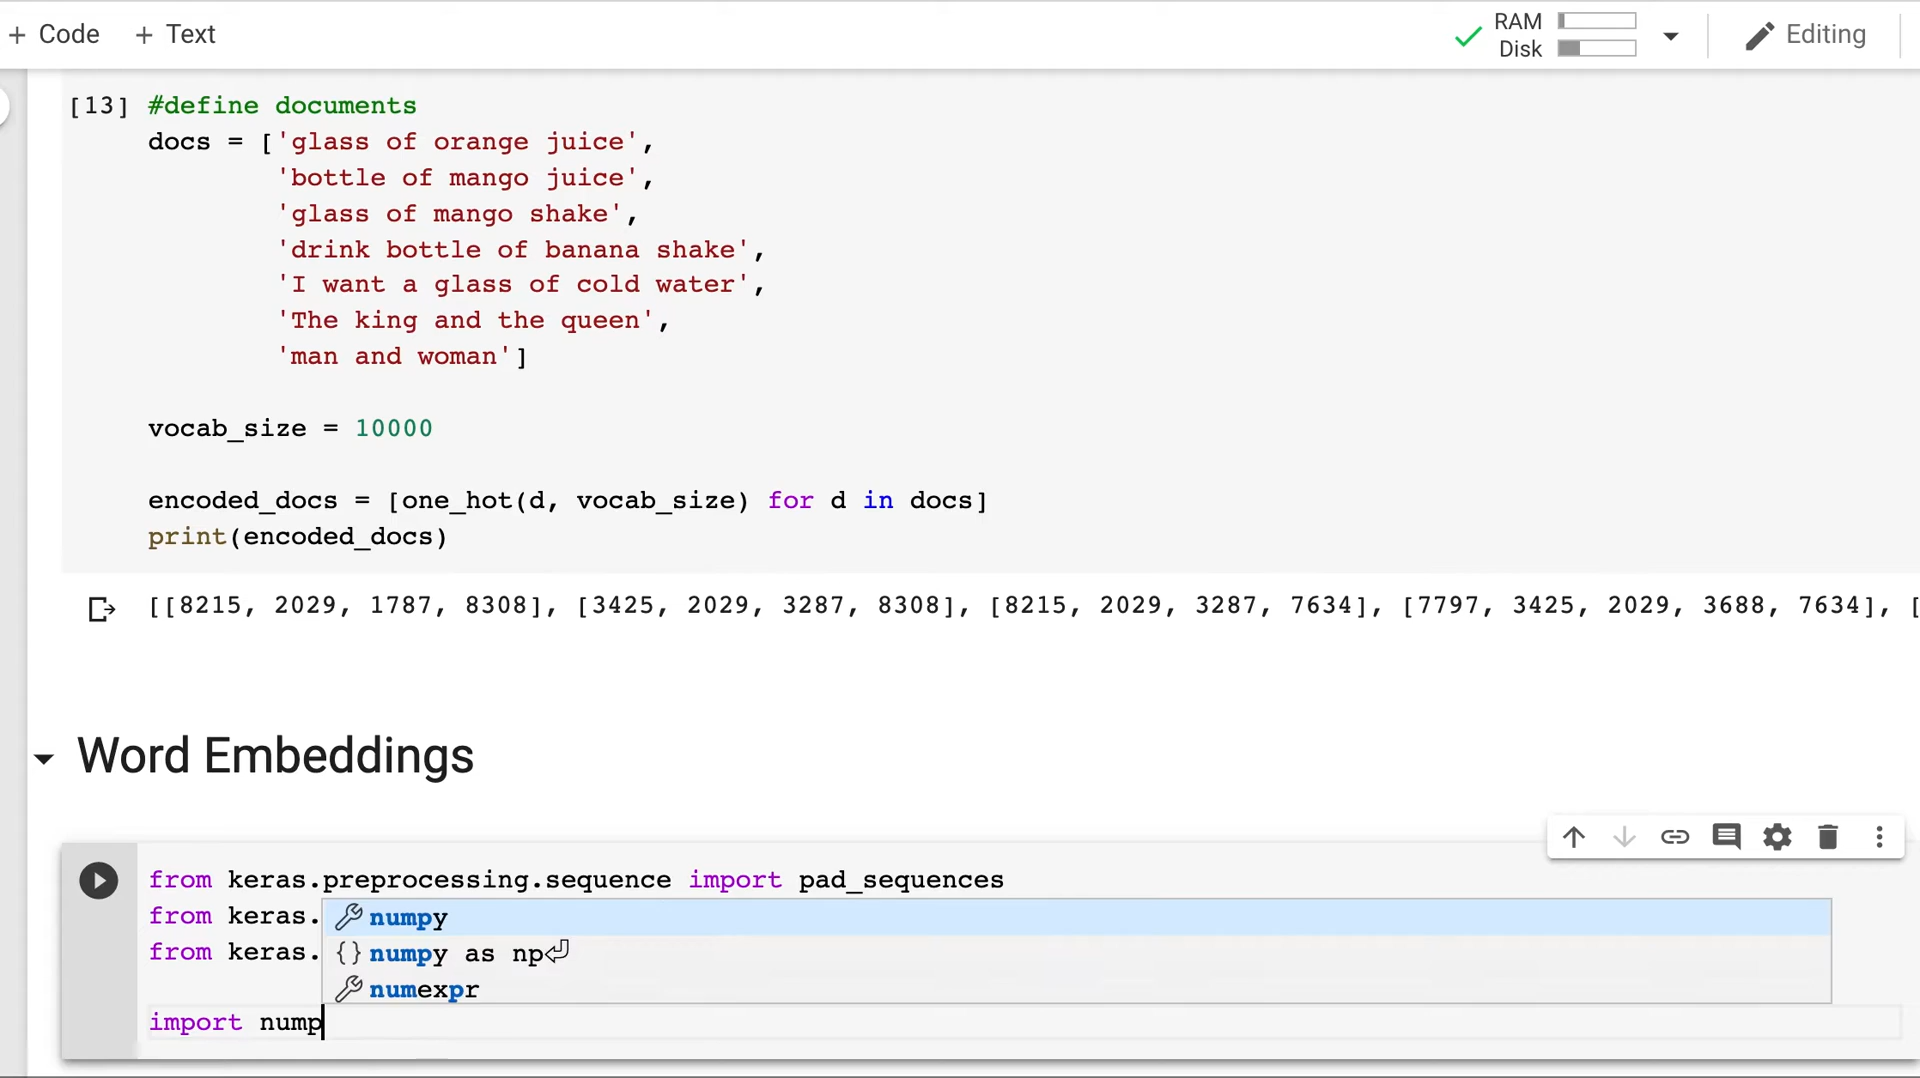 + Code + Text
RAM
Disk
Editing
[13] #define documents
docs = ['glass of orange juice',
'bottle of mango juice',
'glass of mango shake',
'drink bottle of banana shake',
'I want a glass of cold water',
'The king and the queen',
'man and woman']
vocab_size = 10000
encoded_docs = [one_hot(d, vocab_size) for d in docs]
print(encoded_docs)
[[8215, 2029, 1787, 8308], [3425, 2029, 3287, 8308], [8215, 2029, 3287, 7634], [7797, 3425, 2029, 3688, 7634], [
Word Embeddings
from keras.preprocessing.sequence import pad_sequences
from keras.
numpy
from keras.
{} numpy as np
numexpr
import nump